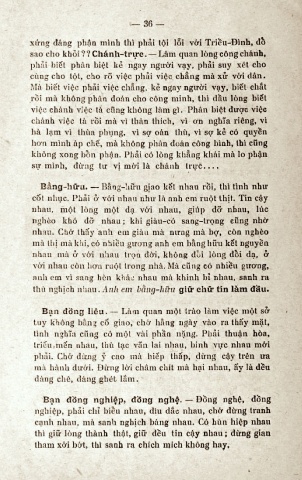 — 36 —
xứng đáng phận mình thì phải tội lỗi với Triều-Đình, đổ
sao cho khỏi?? Chánh-trực. — Làm quan lòng công chánh,
phải biết phân biệt kẻ ngay người vạy, phải suy xét cho
cùng cho tột, cho rõ việc phải việc chẳng mà xử với dân.
Mà biết việc phải việc chẳng, kẻ ngay người vạy, biết chắt
rồi mà không phân đoán cho công minh, thì dầu lòng biết
việc chánh việc tà cũng không làm gì. Phân biệt được việc
chánh việc tà rồi mà vì thân thích, vì ơn nghĩa riêng, vì
hà lạm vì thùa phụng, vì sợ oán thù, vì sợ kẻ có quyền
hơn mình áp chế, mà không phân đoán công bình, thì cũng
không xong bổn phận. Phải có lòng khẳng khái mà lo phận
sự mình, đừng tư vị mới là chánh trực....
Bằng-hữu. — Bằng-hữu giao kết nhau rồi, thì tình như
cốt nhục. Phải ở với nhau như là anh em ruột thịt. Tin cậy
nhau, một lòng một dạ với nhau, giúp đỡ nhau, lúc
nghèo khó đỡ nhau; khi giàu-có sang-trọng cũng nhớ
nhau. Chớ thấy anh giàu mà nưng mà bợ, còn nghèo
mà thị mà khi, có nhiều gương anh em bằng hữu kết nguyền
nhau mà ở với nhau trọn đời, không đổi lòng đổi dạ, ở
với nhau còn hơn ruột trong nhà. Mà cũng có nhiều gương,
anh em vì sang hèn khác nhau mà khinh bỉ nhau, sanh ra
thù nghịch nhau. Anh em bằng-hữu giữ chữ tín làm đầu.
Bạn đồng liêu. — Làm quan một trào làm việc một sở
tuy không bằng cố giao, chớ hằng ngày vào ra thấy mặt,
tình nghĩa cũng có một vài phần nặng. Phải thuận hòa,
triều mến nhau, thù tạc vãn lai nhau, binh vực nhau mới
phải. Chớ đừng ỷ cao mà hiếp thấp, đừng cậy trên ưa
mà hành dưới. Đừng lời châm chít mà hại nhau, ấy là đều
đáng chê, đáng ghét lắm.
Bạn đồng nghiệp, đồng nghệ. — Đồng nghệ, đồng
nghiệp, phải chỉ biểu nhau, dìu dắc nhau, chớ đừng tranh
cạnh nhau, mà sanh nghịch báng nhau. Có hùn hiệp nhau
thì giữ lòng thành thật, giữ đều tin cậy nhau; đừng gian
tham xớt bớt, thì sanh ra chích mích không hay.